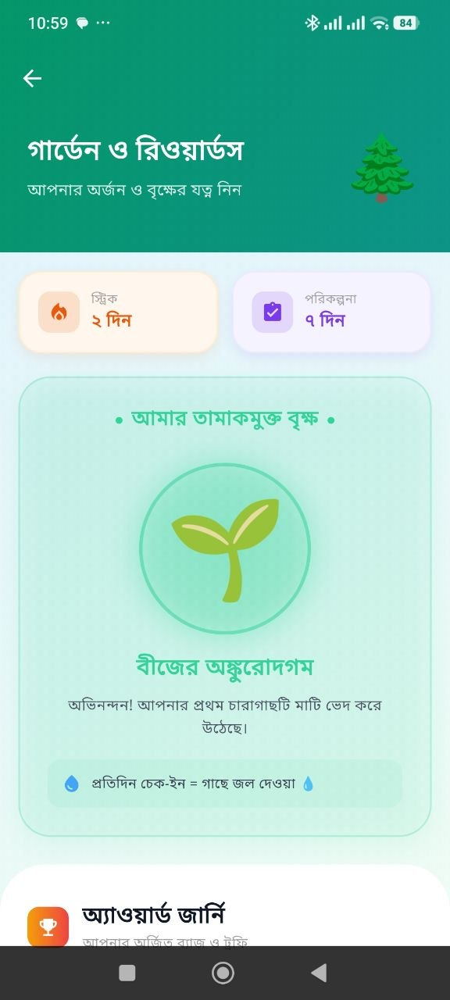 10:59
84
গার্ডেন ও রিওয়ার্ডস
আপনার অর্জন ও বৃক্ষের যত্ন নিন
স্ট্রিক
২ দিন
পরিকল্পনা
৭ দিন
• আমার তামাকমুক্ত বৃক্ষ •
বীজের অঙ্কুরোদগম
অভিনন্দন! আপনার প্রথম চারাগাছটি মাটি ভেদ করে
উঠেছে।
প্রতিদিন চেক-ইন = গাছে জল দেওয়া
অ্যাওয়ার্ড জার্নি
আপনার অর্জিত ব্যাজ ও ট্রফি